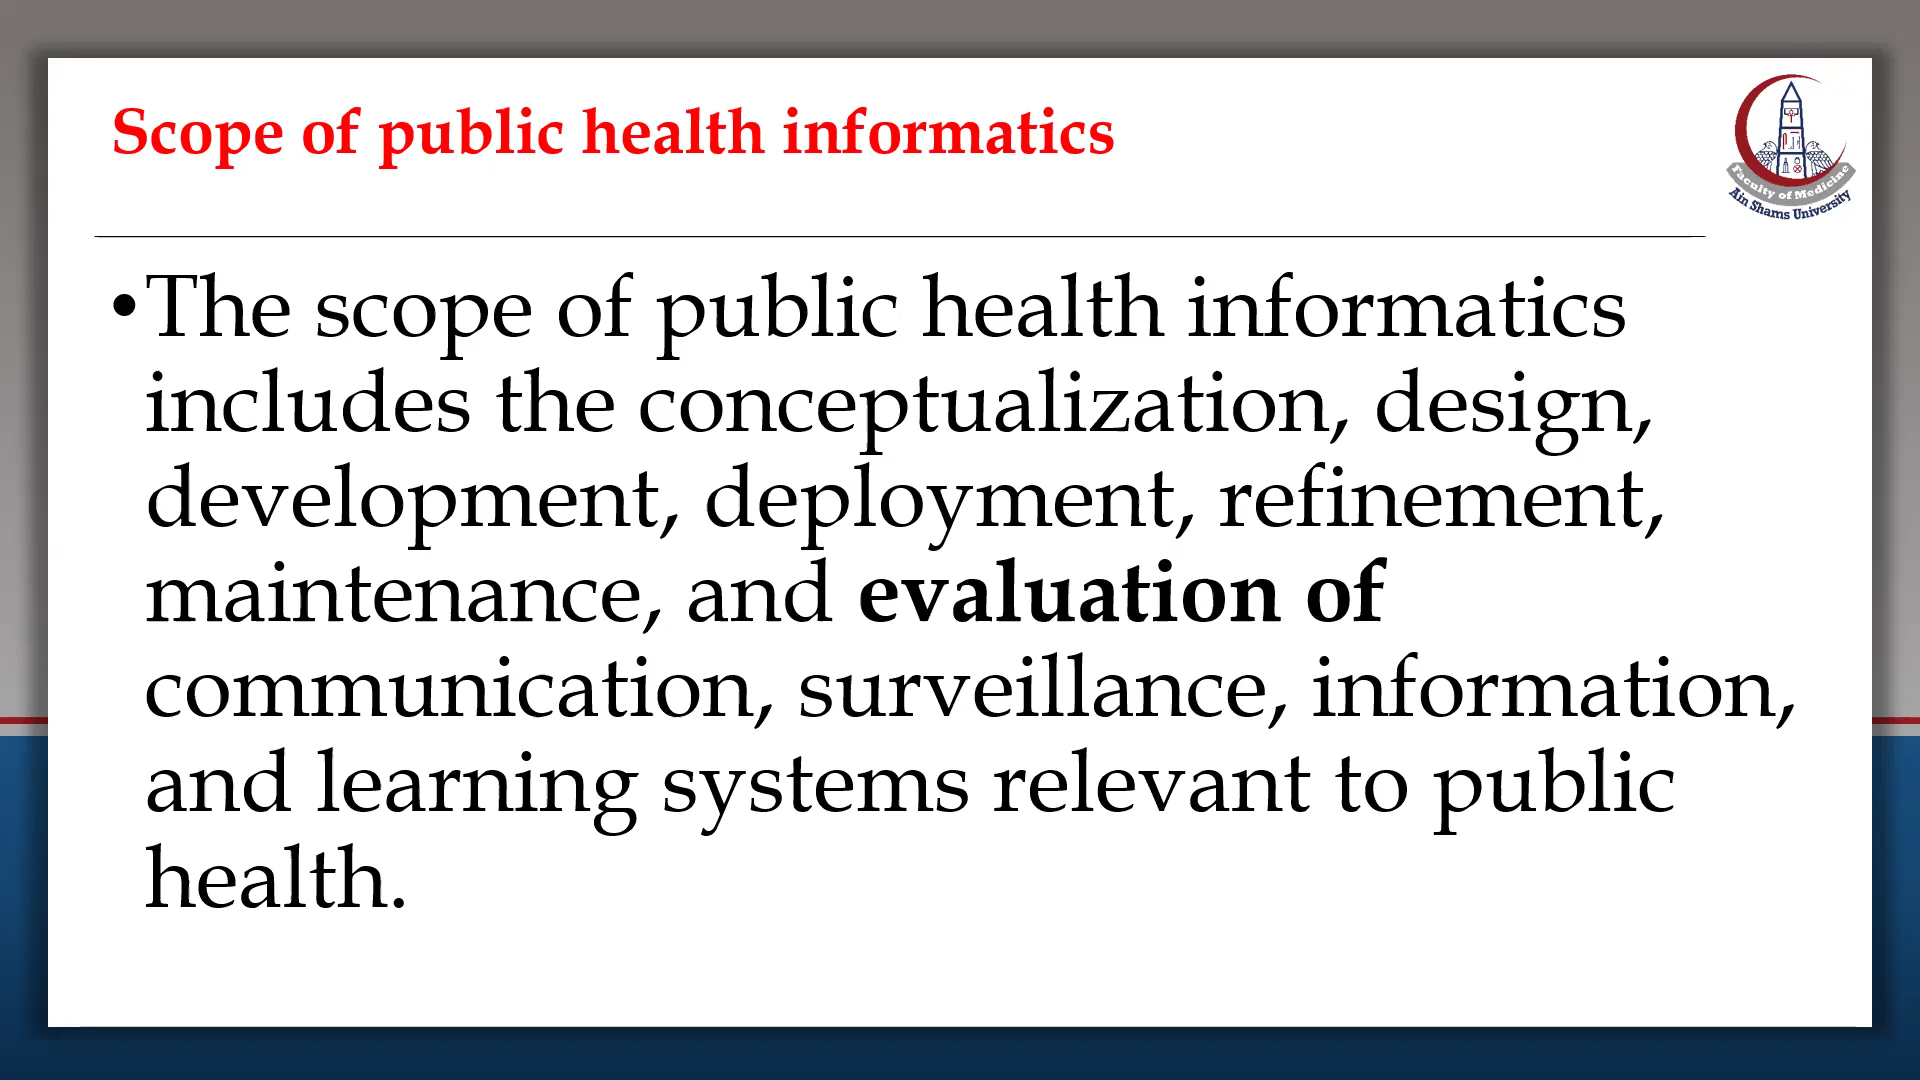 Scope of public health informatics
Faculty of Medicine
Ain Shams University
•The scope of public health informatics
includes the conceptualization, design,
development, deployment, refinement,
maintenance, and evaluation of
communication, surveillance, information,
and learning systems relevant to public
health.